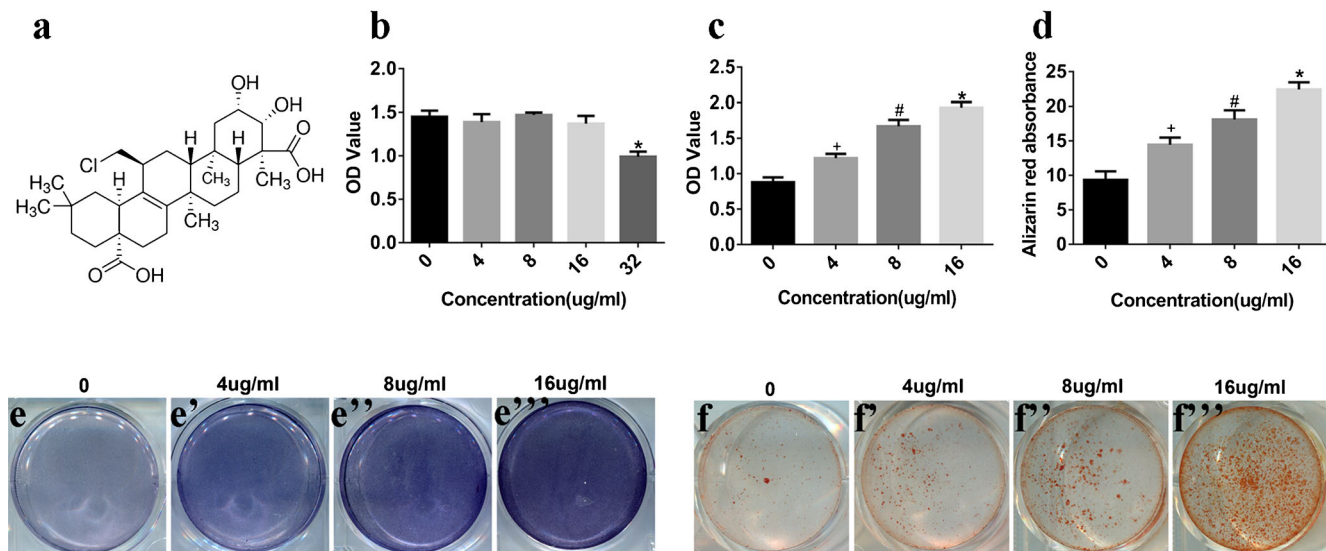 a
OH
OH
H
O
Cl
H
CH₃
H
CH₃
OH
H₃C
H₃C
CH₃
O
OH
b
2.0
1.5
1.0
0.5
0.0
OD Value
*
0
4
8
16
32
Concentration(ug/ml)
c
2.5
2.0
1.5
1.0
0.5
0.0
OD Value
+
#
*
0
4
8
16
Concentration(ug/ml)
d
25
20
15
10
5
0
Alizarin red absorbance
+
#
*
0
4
8
16
Concentration(ug/ml)
0
4ug/ml
8ug/ml
16ug/ml
e
e’
e’’
e’’’
0
4ug/ml
8ug/ml
16ug/ml
f
f’
f’’
f’’’